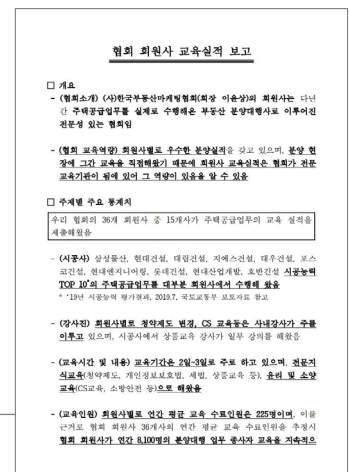 협회 회원사 교육실적 보고
□ 개요
- (협회소개) (사)한국부동산마케팅협회(회장 이윤상)의 회원사는 다년
간 주택공급업무를 실제로 수행해온 부동산 분양대행사로 이루어진
전문성 있는 협회임
- (협회 교육역량) 회원사별로 우수한 분양실적을 갖고 있으며, 분양 현
장에 그간 교육을 직접해왔기 때문에 회원사 교육실적은 협회가 전문
교육기관이 됨에 있어 그 역량이 있음을 알 수 있음
□ 주제별 주요 통계치
우리 협회의 36개 회원사 중 15개사가 주택공급업무의 교육 실적을
제출해왔음
- (시공사) 삼성물산, 현대건설, 대림건설, 지에스건설, 대우건설, 포스
코건설, 현대엔지니어링, 롯데건설, 현대산업개발, 호반건설 시공능력
TOP 10*의 주택공급업무를 대부분 회원사에서 수행해 왔음
* '19년 시공능력 평가결과, 2019.7, 국토교통부 보도자료 참고
- (강사진) 회원사별로 청약제도 변경, CS 교육등은 사내강사가 주를
이루고 있으며, 시공사에서 상품교육 강사가 일부 강의를 해왔음
- (교육시간 및 내용) 교육기간은 2일-3일로 주로 하고 있으며, 전문지
식교육(청약제도, 개인정보보호법, 세법, 상품교육 등), 윤리 및 소양
교육(CS교육, 소방안전 등)으로 해왔음
- (교육인원) 회원사별로 연간 평균 교육 수료인원은 225명이며, 이를
근거로 협회 회원사 36개사의 연간 평균 교육 수료인원을 추정시
협회 회원사가 연간 8,100명의 분양대행 업무 종사자 교육을 지속적으